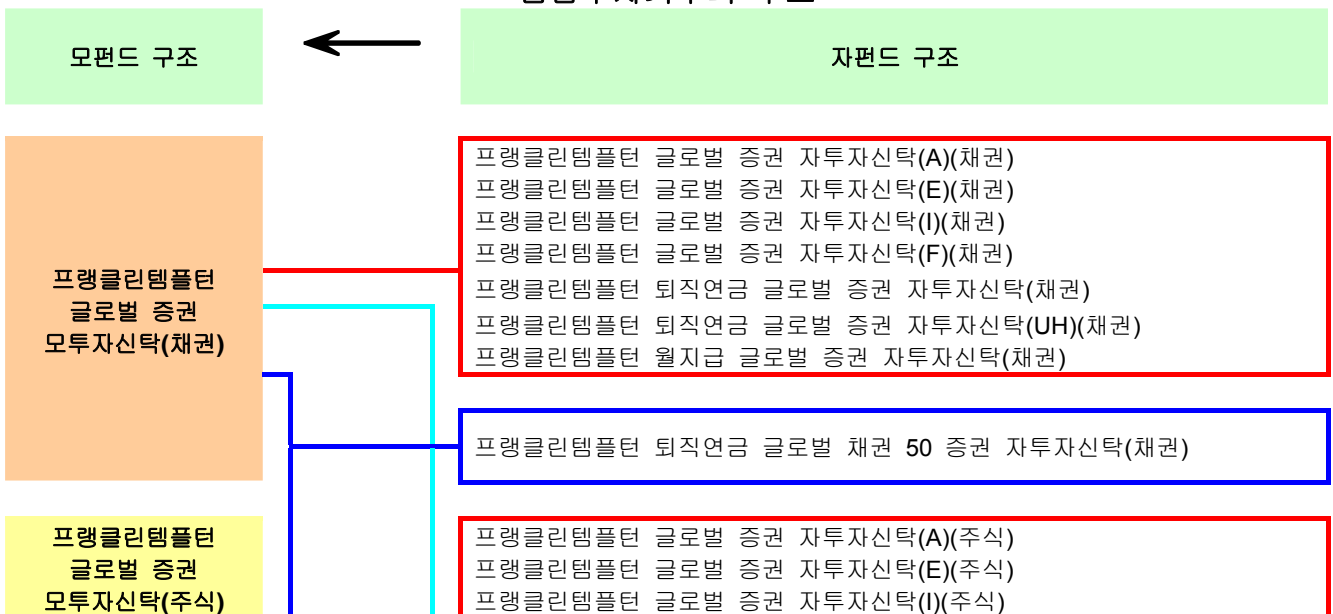 모펀드 구조
자펀드 구조
프랭클린템플턴
글로벌 증권
모투자신탁(채권)
프랭클린템플턴 글로벌 증권 자투자신탁(A)(채권)
프랭클린템플턴 글로벌 증권 자투자신탁(E)(채권)
프랭클린템플턴 글로벌 증권 자투자신탁(I)(채권)
프랭클린템플턴 글로벌 증권 자투자신탁(F)(채권)
프랭클린템플턴 퇴직연금 글로벌 증권 자투자신탁(채권)
프랭클린템플턴 퇴직연금 글로벌 증권 자투자신탁(UH)(채권)
프랭클린템플턴 월지급 글로벌 증권 자투자신탁(채권)
프랭클린템플턴 퇴직연금 글로벌 채권 50 증권 자투자신탁(채권)
프랭클린템플턴
글로벌 증권
모투자신탁(주식)
프랭클린템플턴 글로벌 증권 자투자신탁(A)(주식)
프랭클린템플턴 글로벌 증권 자투자신탁(E)(주식)
프랭클린템플턴 글로벌 증권 자투자신탁(I)(주식)